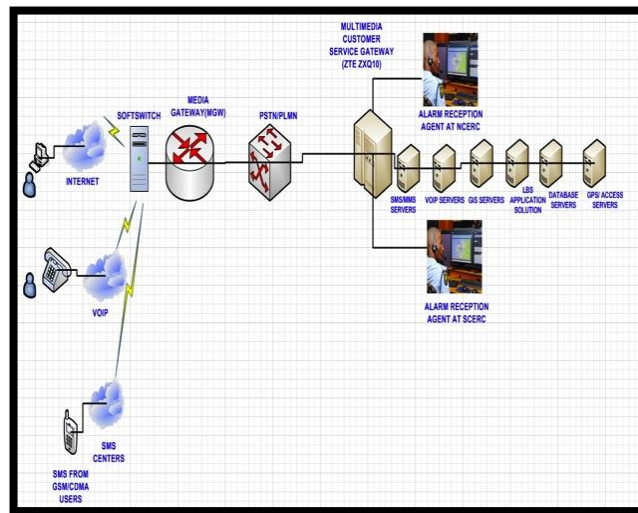 MULTIMEDIA
CUSTOMER
SERVICE GATEWAY
(ZTE ZXQ10)
MEDIA
GATEWAY(MGW)
SOFTSWITCH
PSTN/PLMN
ALARM RECEPTION
AGENT AT NCERC
INTERNET
SMS/MMS
SERVERS
VOIP SERVERS
GIS SERVERS
LBS
APPLICATION
SOLUTION
DATABASE
SERVERS
GPS/ ACCESS
SERVERS
VOIP
ALARM RECEPTION
AGENT AT SCERC
SMS
CENTERS
SMS FROM
GSM/CDMA
USERS